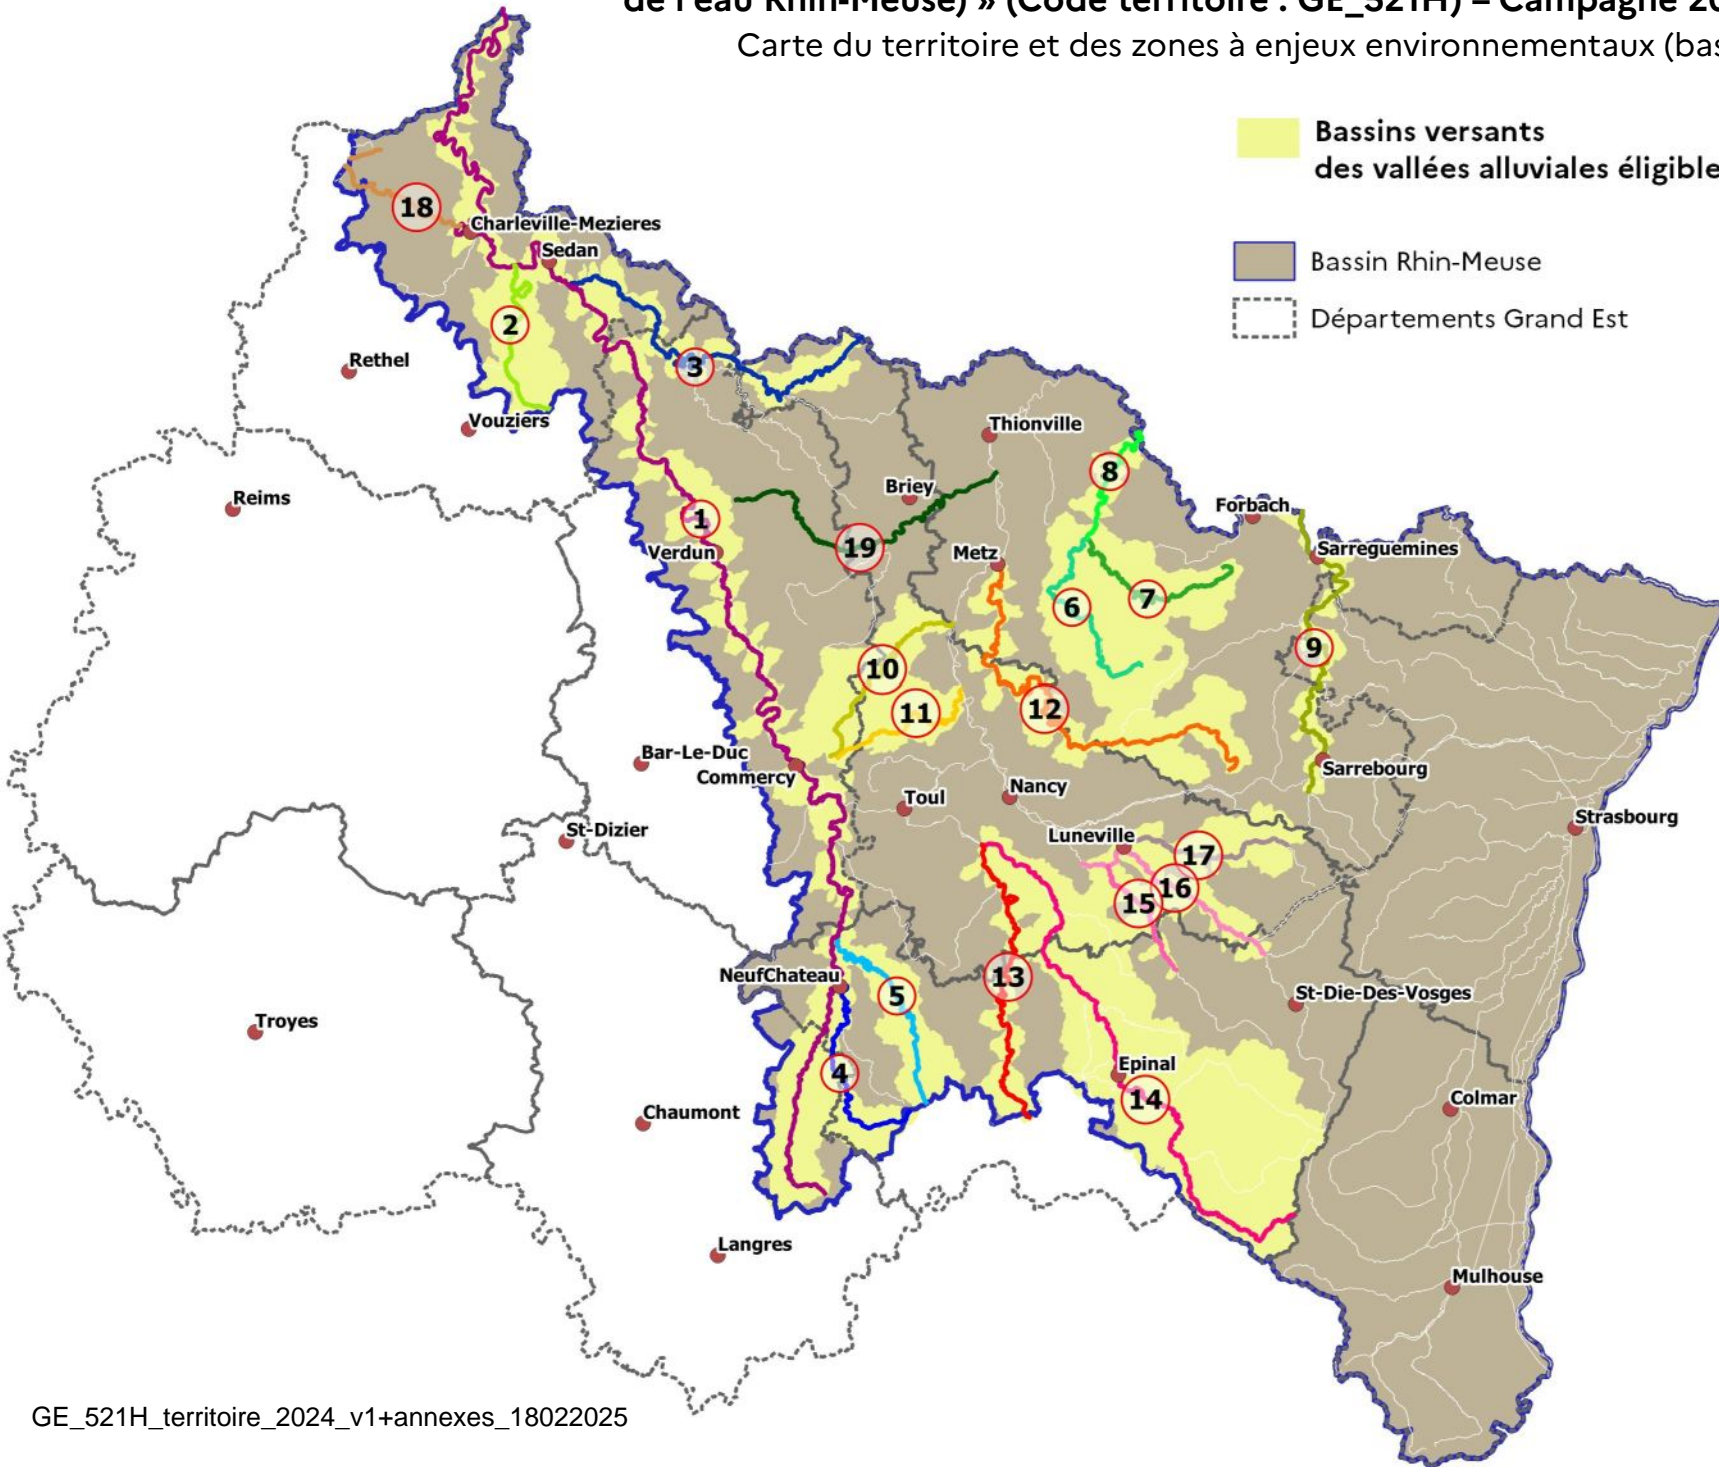 de l'eau Rhin-Meuse) » (Code territoire : GE_521H) – Campagne 20
Carte du territoire et des zones à enjeux environnementaux (bas
Bassins versants
des vallées alluviales éligible
Bassin Rhin-Meuse
Départements Grand Est
18
Charleville-Mezieres
Sedan
2
3
Rethel
Vouziers
Thionville
8
Briey
Reims
Forbach
1
19
Verdun
Metz
Sarreguemines
6
7
9
10
11
12
Bar-Le-Duc
Commercy
Sarrebourg
Toul
Nancy
Strasbourg
St-Dizier
Luneville
17
16
15
NeufChateau
13
5
St-Die-Des-Vosges
Troyes
4
Epinal
14
Chaumont
Colmar
Langres
Mulhouse
GE_521H_territoire_2024_v1+annexes_18022025